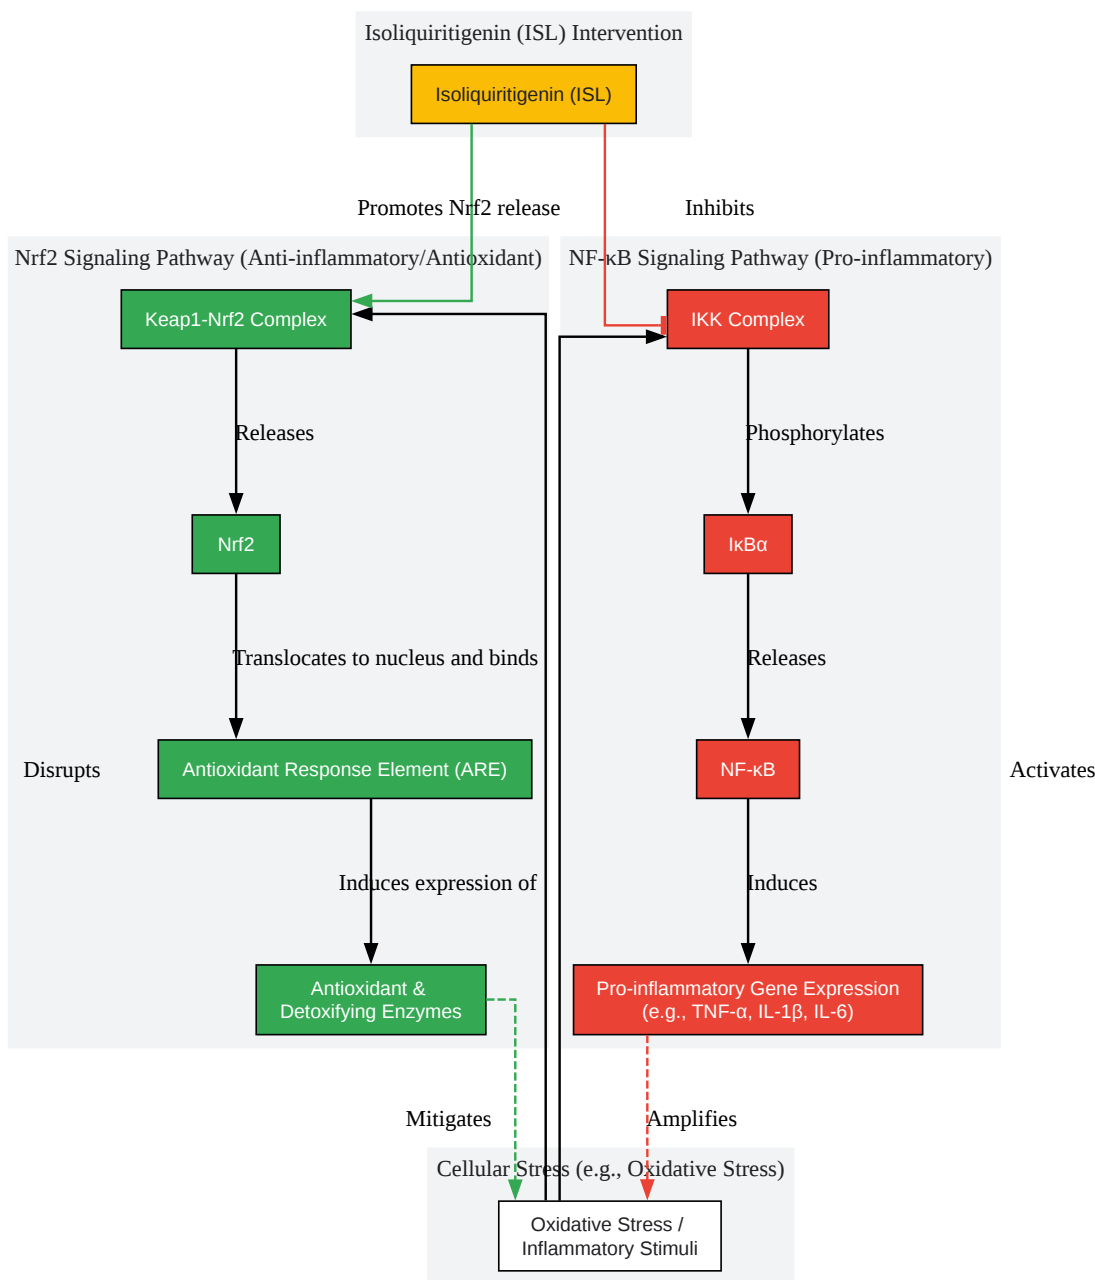 Isoliquiritigenin (ISL) Intervention
Isoliquiritigenin (ISL)
Promotes Nrf2 release
Inhibits
Nrf2 Signaling Pathway (Anti-inflammatory/Antioxidant)
NF-κB Signaling Pathway (Pro-inflammatory)
Keap1-Nrf2 Complex
IKK Complex
Releases
Phosphorylates
Nrf2
IκBα
Translocates to nucleus and binds
Releases
Disrupts
Antioxidant Response Element (ARE)
NF-κB
Activates
Induces expression of
Induces
Antioxidant &
Detoxifying Enzymes
Pro-inflammatory Gene Expression
(e.g., TNF-α, IL-1β, IL-6)
Mitigates
Amplifies
Cellular Stress (e.g., Oxidative Stress)
Oxidative Stress /
Inflammatory Stimuli